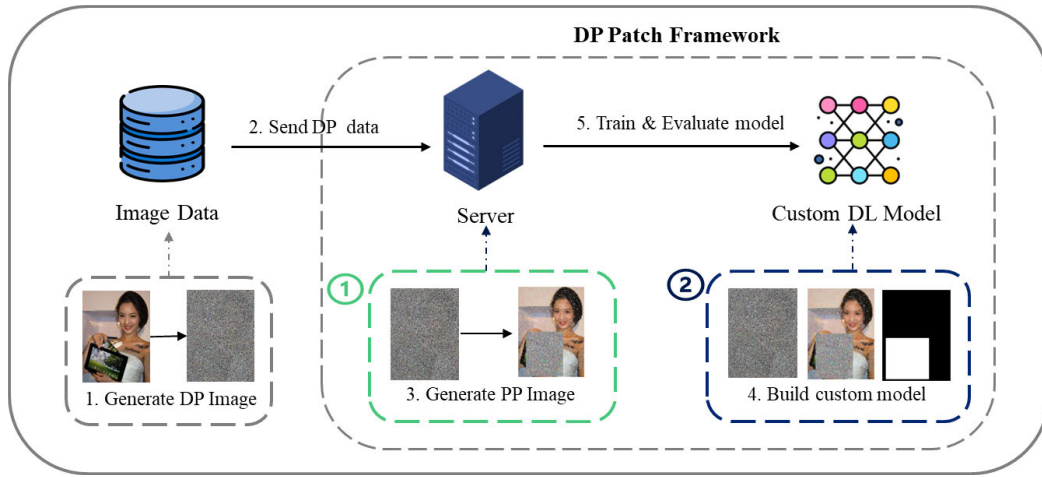 DP Patch Framework
2. Send DP data
5. Train & Evaluate model
Image Data
Server
Custom DL Model
1
2
1. Generate DP Image
3. Generate PP Image
4. Build custom model